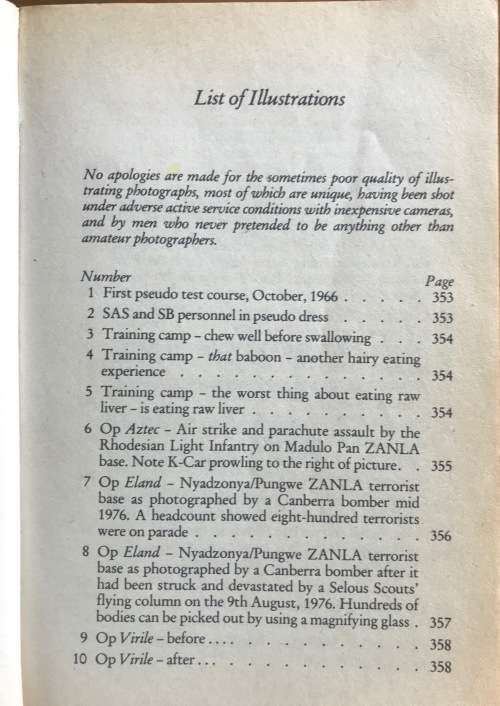 List of Illustrations
No apologies are made for the sometimes poor quality of illus-
trating photographs, most of which are unique, having been shot
under adverse active service conditions with inexpensive cameras,
and by men who never pretended to be anything other than
amateur photographers.
Number Page
1 First pseudo test course, October, 1966 . . . . . 353
2 SAS and SB personnel in pseudo dress . . . . . 353
3 Training camp – chew well before swallowing . . . 354
4 Training camp – that baboon – another hairy eating
experience . . . . . . . . . . . . . 354
5 Training camp – the worst thing about eating raw
liver – is eating raw liver . . . . . . . . . 354
6 Op Aztec – Air strike and parachute assault by the
Rhodesian Light Infantry on Madulo Pan ZANLA
base. Note K-Car prowling to the right of picture. . 355
7 Op Eland – Nyadzonya/Pungwe ZANLA terrorist
base as photographed by a Canberra bomber mid
1976. A headcount showed eight-hundred terrorists
were on parade . . . . . . . . . . . . 356
8 Op Eland – Nyadzonya/Pungwe ZANLA terrorist
base as photographed by a Canberra bomber after it
had been struck and devastated by a Selous Scouts'
flying column on the 9th August, 1976. Hundreds of
bodies can be picked out by using a magnifying glass . 357
9 Op Virile – before . . . . . . . . . . . . . 358
10 Op Virile – after . . . . . . . . . . . . . 358